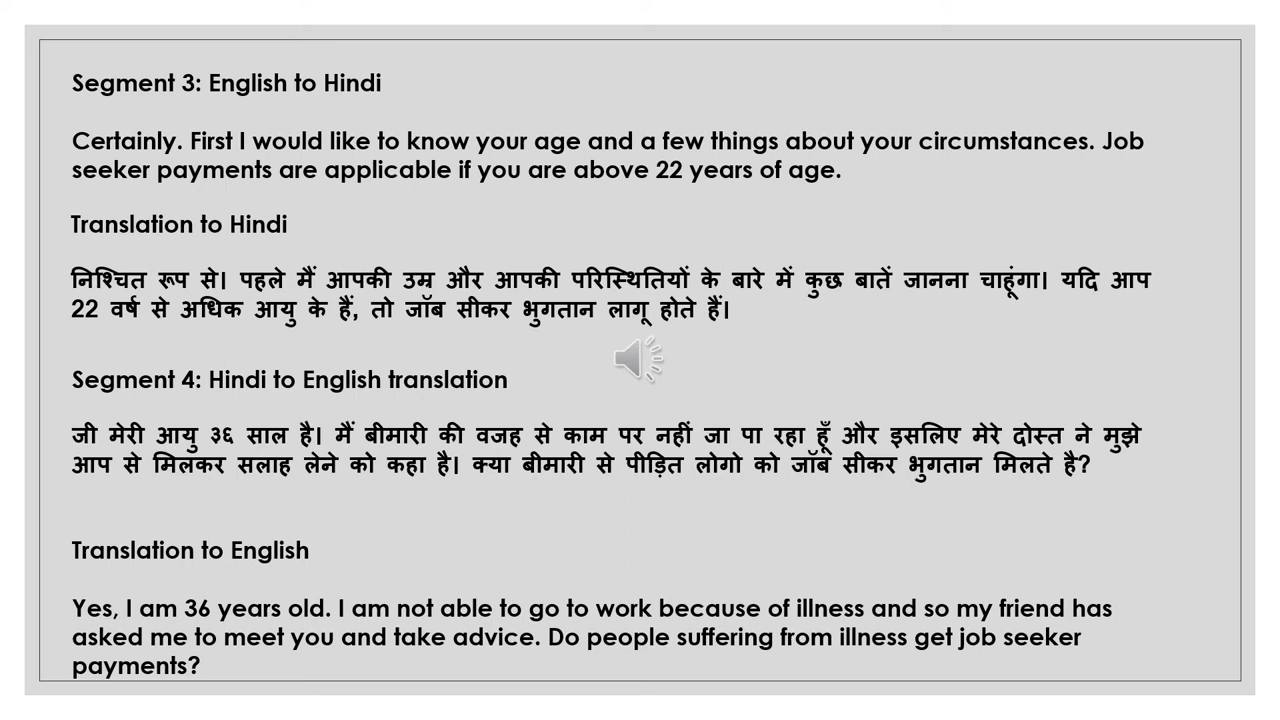 Segment 3: English to Hindi
Certainly. First I would like to know your age and a few things about your circumstances. Job
seeker payments are applicable if you are above 22 years of age.
Translation to Hindi
निश्चित रूप से। पहले मैं आपकी उम्र और आपकी परिस्थितियों के बारे में कुछ बातें जानना चाहूंगा। यदि आप
22 वर्ष से अधिक आयु के हैं, तो जॉब सीकर भुगतान लागू होते हैं।
Segment 4: Hindi to English translation
जी मेरी आयु ३६ साल है। मैं बीमारी की वजह से काम पर नहीं जा पा रहा हूँ और इसलिए मेरे दोस्त ने मुझे
आप से मिलकर सलाह लेने को कहा है। क्या बीमारी से पीड़ित लोगो को जॉब सीकर भुगतान मिलते है?
Translation to English
Yes, I am 36 years old. I am not able to go to work because of illness and so my friend has
asked me to meet you and take advice. Do people suffering from illness get job seeker
payments?